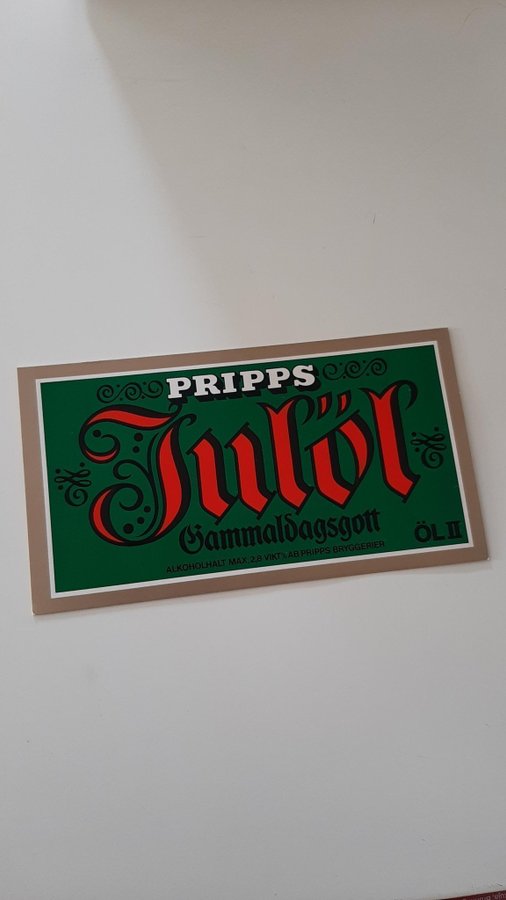 PRIPPS
Julöl
Gammaldagsgott
ÖL II
ALKOHOLHALT MAX. 2,8 VIKT% AB PRIPPS BRYGGERIER